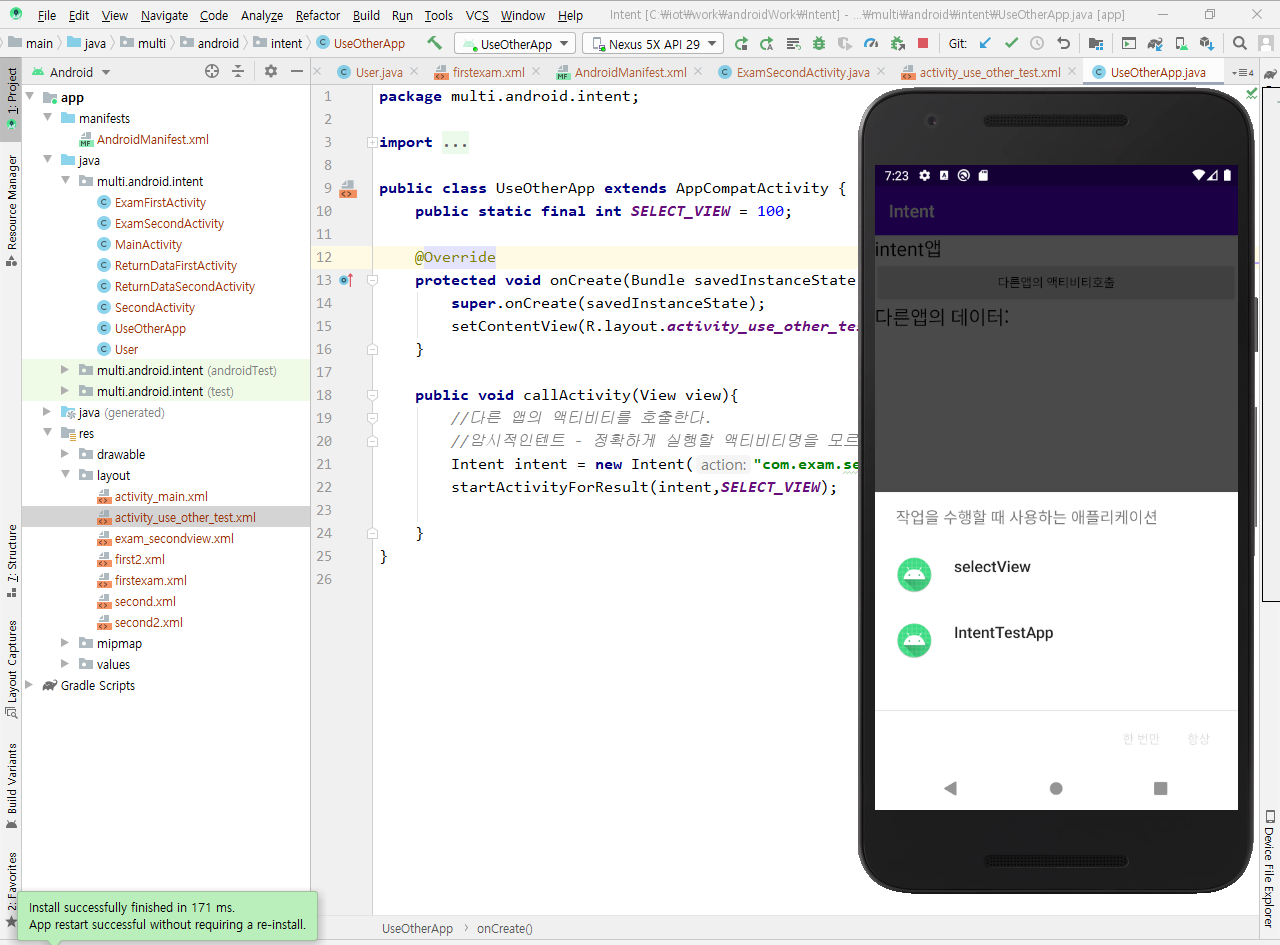 File Edit View Navigate Code Analyze Refactor Build Run Tools VCS Window Help Intent [C:₩iot₩work₩androidWork₩Intent] - ...₩multi₩android₩intent₩UseOtherApp.java [app]
main java multi android intent UseOtherApp UseOtherApp Nexus 5X API 29 Git:
Android User.java firstexam.xml AndroidManifest.xml ExamSecondActivity.java activity_use_other_test.xml UseOtherApp.java 4
1: Project
Resource Manager
7: Structure
Layout Captures
Build Variants
2: Favorites
app
manifests
AndroidManifest.xml
java
multi.android.intent
ExamFirstActivity
ExamSecondActivity
MainActivity
ReturnDataFirstActivity
ReturnDataSecondActivity
SecondActivity
UseOtherApp
User
multi.android.intent (androidTest)
multi.android.intent (test)
java (generated)
res
drawable
layout
activity_main.xml
activity_use_other_test.xml
exam_secondview.xml
first2.xml
firstexam.xml
second.xml
second2.xml
mipmap
values
Gradle Scripts
1 package multi.android.intent;
2
3 import ...
8
9 public class UseOtherApp extends AppCompatActivity {
10 public static final int SELECT_VIEW = 100;
11
12 @Override
13 protected void onCreate(Bundle savedInstanceState
14 super.onCreate(savedInstanceState);
15 setContentView(R.layout.activity_use_other_te
16 }
17
18 public void callActivity(View view){
19 //다른 앱의 액티비티를 호출한다.
20 //암시적인텐트 - 정확하게 실행할 액티비티명을 모르
21 Intent intent = new Intent( action: "com.exam.se
22 startActivityForResult(intent,SELECT_VIEW);
23
24 }
25 }
26
7:23
Intent
intent앱
다른앱의 액티비티호출
다른앱의 데이터:
작업을 수행할 때 사용하는 애플리케이션
selectView
IntentTestApp
한 번만 항상
Device File Explorer
Install successfully finished in 171 ms.
App restart successful without requiring a re-install.
UseOtherApp onCreate()